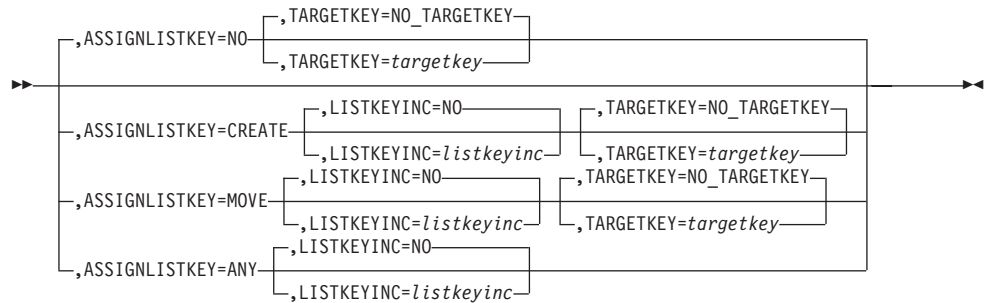 ,TARGETKEY=NO_TARGETKEY
,ASSIGNLISTKEY=NO
,TARGETKEY=targetkey
,LISTKEYINC=NO ,TARGETKEY=NO_TARGETKEY
,ASSIGNLISTKEY=CREATE
,LISTKEYINC=listkeyinc ,TARGETKEY=targetkey
,LISTKEYINC=NO ,TARGETKEY=NO_TARGETKEY
,ASSIGNLISTKEY=MOVE
,LISTKEYINC=listkeyinc ,TARGETKEY=targetkey
,LISTKEYINC=NO
,ASSIGNLISTKEY=ANY
,LISTKEYINC=listkeyinc